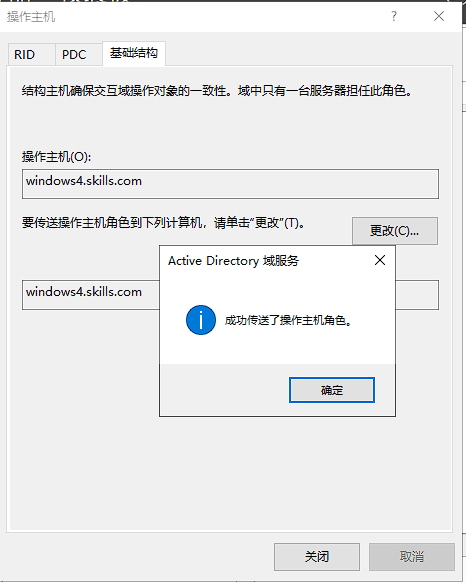 操作主机
?
RID
PDC
基础结构
结构主机确保交互域操作对象的一致性。域中只有一台服务器担任此角色。
操作主机(O):
windows4.skills.com
要传送操作主机角色到下列计算机，请单击“更改”(T)。
更改(C)...
windows4.skills.com
Active Directory 域服务
成功传送了操作主机角色。
确定
关闭
取消